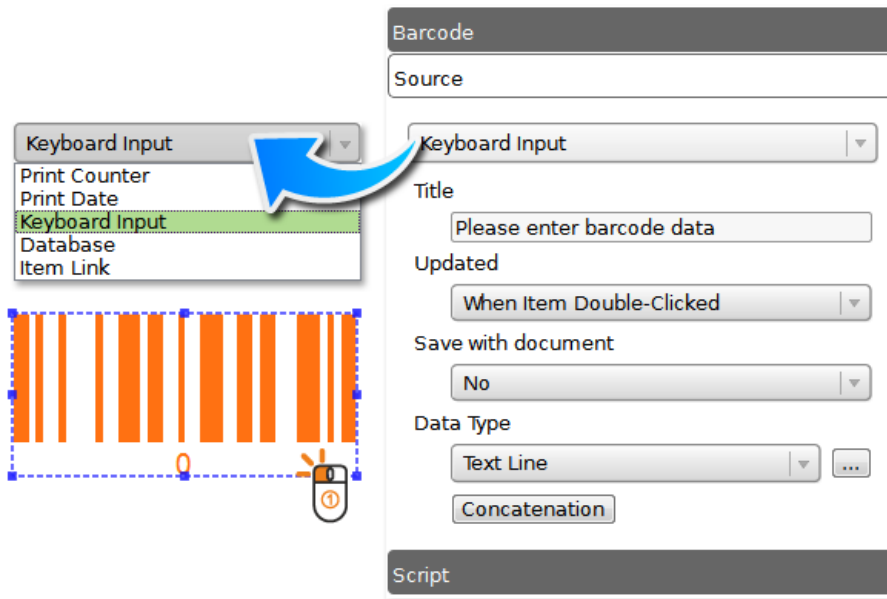 Barcode
Source
Keyboard Input
Print Counter
Print Date
Keyboard Input
Database
Item Link
0
1
Keyboard Input
Title
Please enter barcode data
Updated
When Item Double-Clicked
Save with document
No
Data Type
Text Line
...
Concatenation
Script